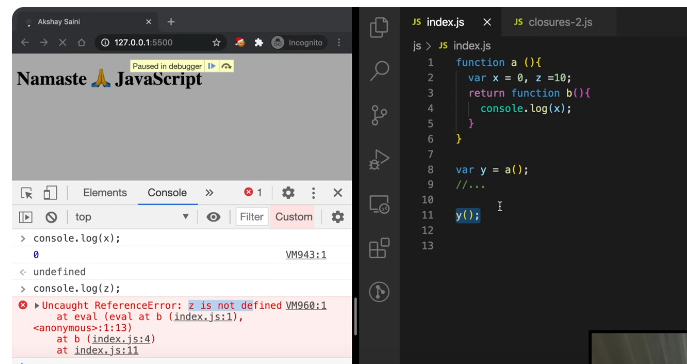 Akshay Saini × +
127.0.0.1:5500 Incognito
Paused in debugger
Namaste 🙏 JavaScript
Elements Console » 1 ×
top Filter Custom
> console.log(x);
0 VM943:1
< undefined
> console.log(z);
Uncaught ReferenceError: z is not defined VM960:1
at eval (eval at b (index.js:1),
<anonymous>:1:13)
at b (index.js:4)
at index.js:11
JS index.js × JS closures-2.js
js > JS index.js
1 function a (){
2 var x = 0, z =10;
3 return function b(){
4 console.log(x);
5 }
6 }
7
8 var y = a();
9 //...
10
11 y();
12
13